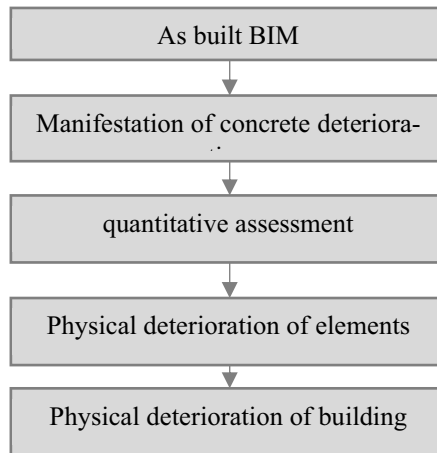 As built BIM
Manifestation of concrete deteriora-
quantitative assessment
Physical deterioration of elements
Physical deterioration of building